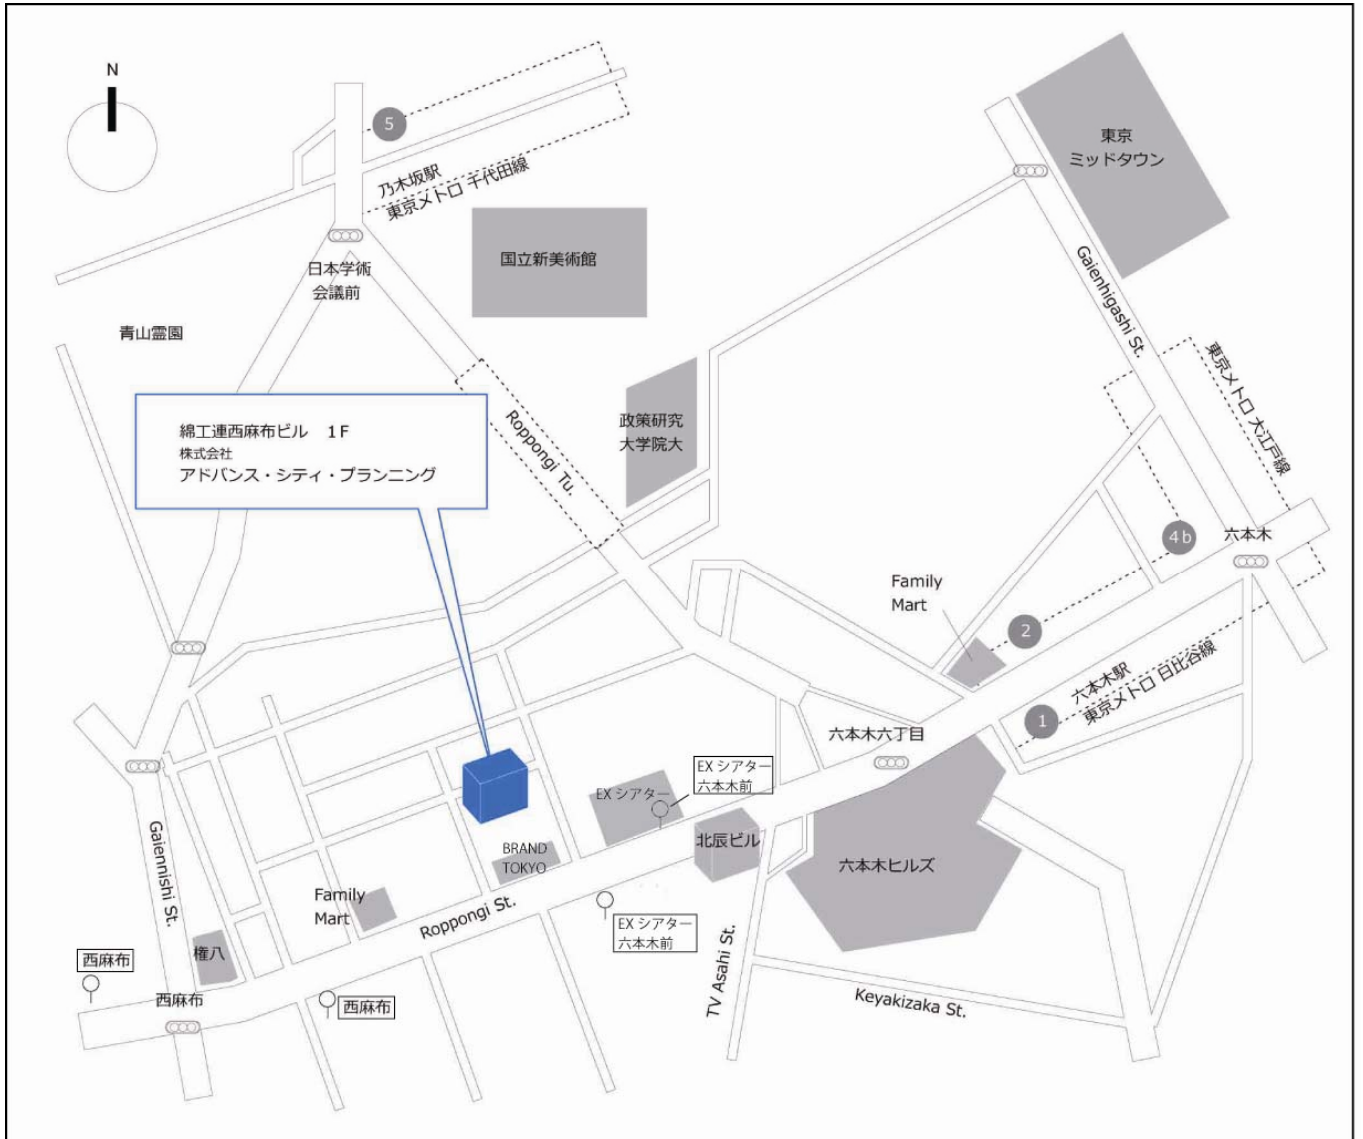 N
5
乃木坂駅
東京メトロ 千代田線
東京
ミッドタウン
国立新美術館
日本学術
会議前
青山霊園
Gaienhigashi St.
東京メトロ 大江戸線
政策研究
大学院大
Roppongi Tu.
綿工連西麻布ビル 1F
株式会社
アドバンス・シティ・プランニング
4b
六本木
Family
Mart
2
六本木駅
東京メトロ 日比谷線
1
六本木六丁目
EXシアター
六本木前
EXシアター
北辰ビル
BRAND
TOKYO
六本木ヒルズ
Gaiennishi St.
Family
Mart
Roppongi St.
EXシアター
六本木前
権八
西麻布
西麻布
西麻布
TV Asahi St.
Keyakizaka St.